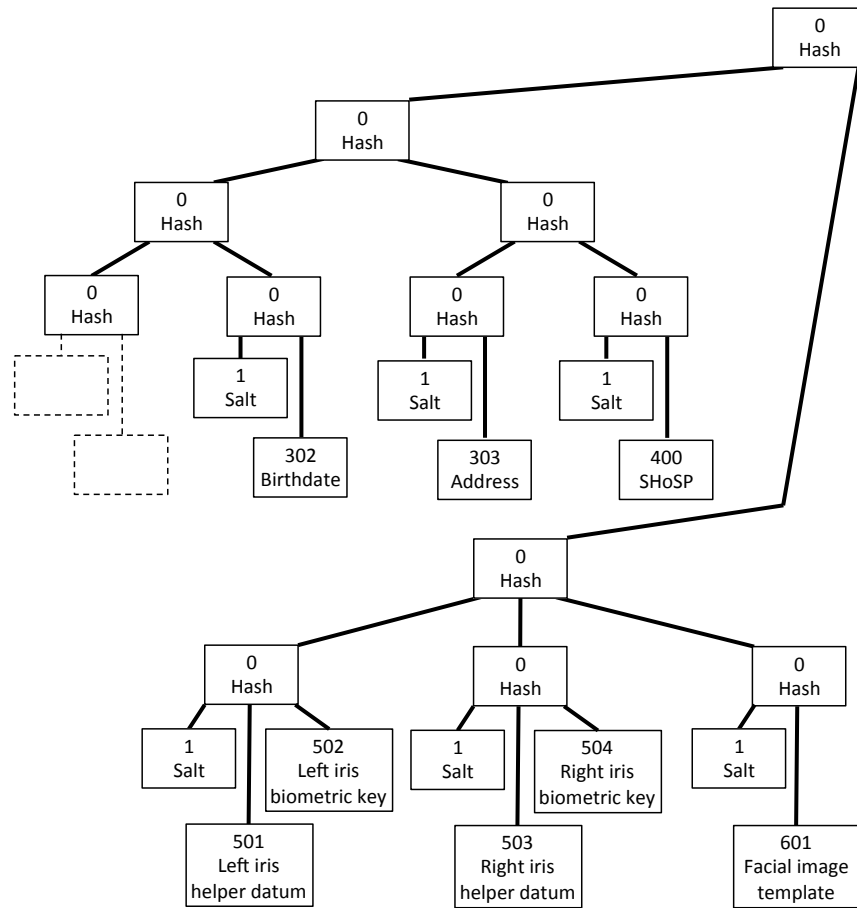 0
Hash
0
Hash
0
Hash
0
Hash
0
Hash
0
Hash
0
Hash
0
Hash
1
Salt
1
Salt
1
Salt
302
Birthdate
303
Address
400
SHoSP
0
Hash
0
Hash
0
Hash
0
Hash
1
Salt
502
Left iris
biometric key
1
Salt
504
Right iris
biometric key
1
Salt
501
Left iris
helper datum
503
Right iris
helper datum
601
Facial image
template